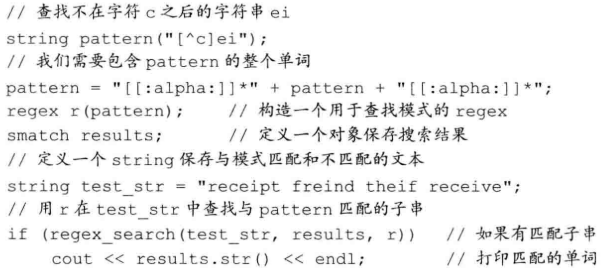 // 查找不在字符 c 之后的字符串 ei
string pattern("[^c]ei");
// 我们需要包含 pattern 的整个单词
pattern = "[[:alpha:]]*" + pattern + "[[:alpha:]]*";
regex r(pattern); // 构造一个用于查找模式的 regex
smatch results; // 定义一个对象保存搜索结果
// 定义一个 string 保存与模式匹配和不匹配的文本
string test_str = "receipt freind theif receive";
// 用 r 在 test_str 中查找与 pattern 匹配的子串
if (regex_search(test_str, results, r)) // 如果有匹配子串
    cout << results.str() << endl; // 打印匹配的单词